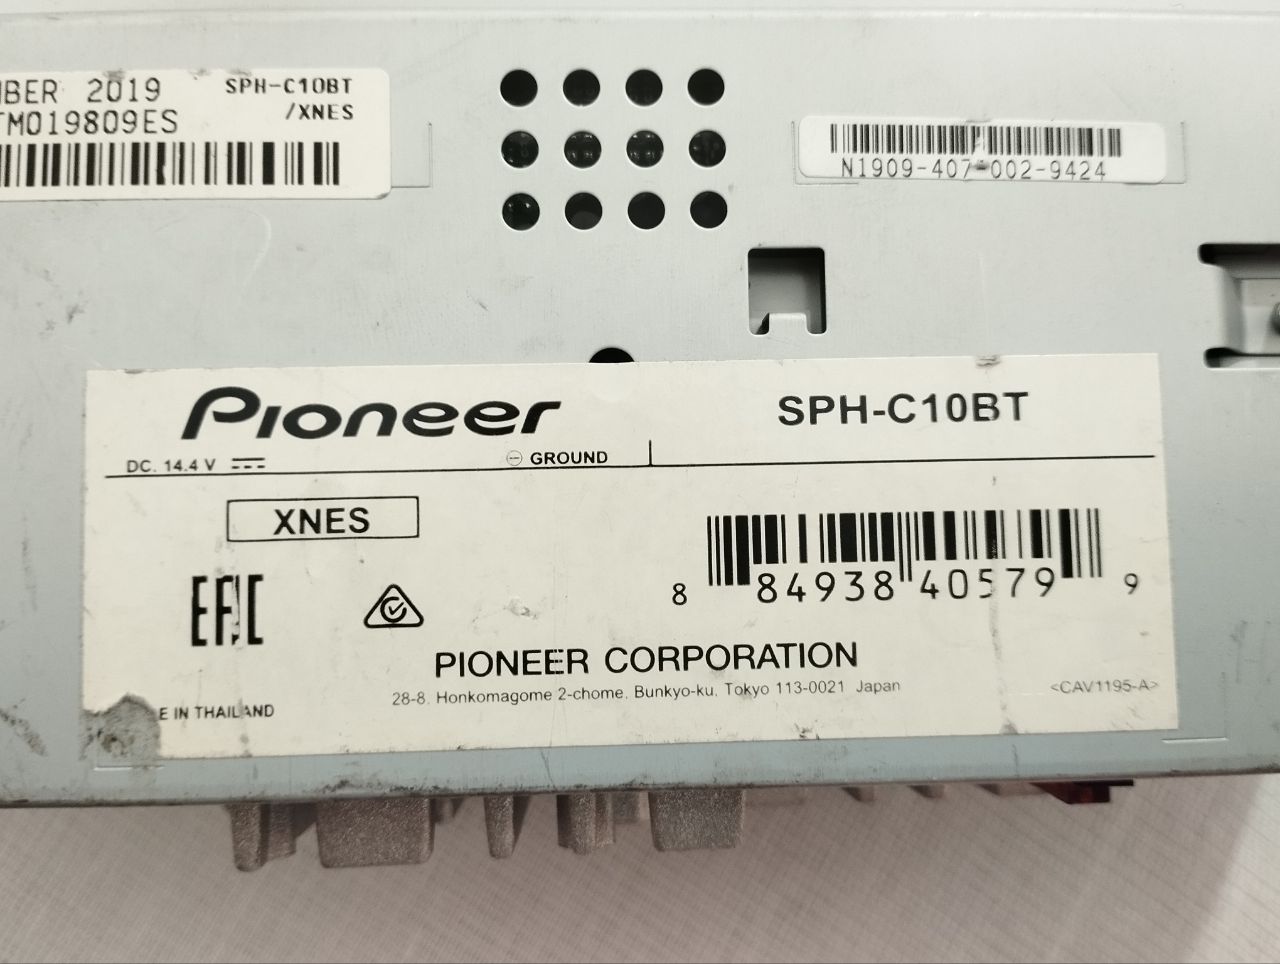 2019
SPH-C10BT
/XNES
TM019809ES
N1909-407-002-9424
Pioneer
SPH-C10BT
DC. 14.4 V
GROUND
XNES
EAC
8 84938 40579 9
PIONEER CORPORATION
28-8, Honkomagome 2-chome, Bunkyo-ku, Tokyo 113-0021 Japan
<CAV1195-A>
E IN THAILAND